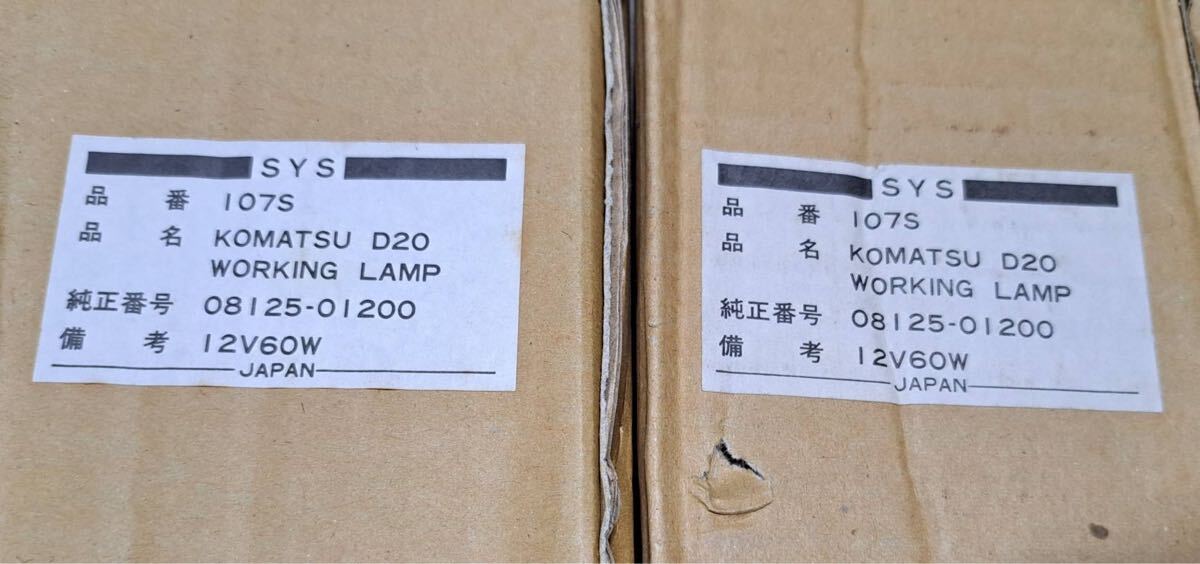 SYS
品 番 107S
品 名 KOMATSU D20
WORKING LAMP
純正番号 08125-01200
備 考 12V60W
JAPAN
SYS
品 番 107S
品 名 KOMATSU D20
WORKING LAMP
純正番号 08125-01200
備 考 12V60W
JAPAN